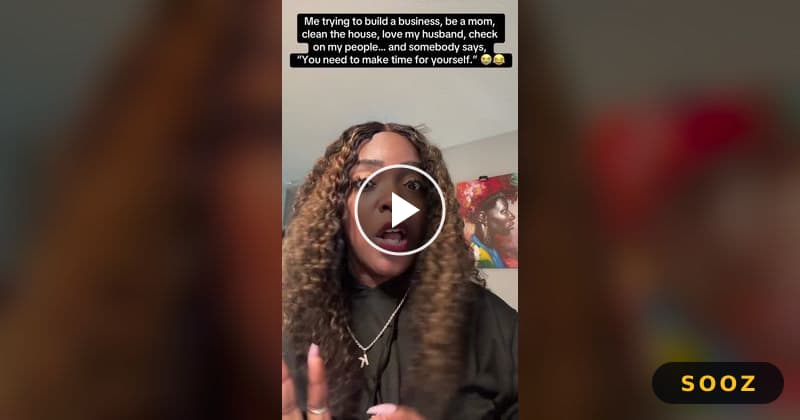 Me trying to build a business, be a mom,
clean the house, love my husband, check
on my people... and somebody says,
“You need to make time for yourself.” 😭😂
SOOZ